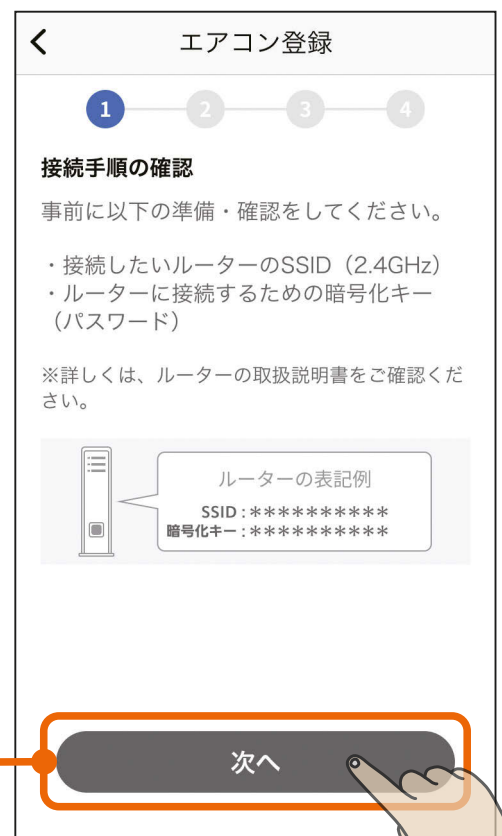 エアコン登録
1 2 3 4
接続手順の確認
事前に以下の準備・確認をしてください。
・接続したいルーターのSSID（2.4GHz）
・ルーターに接続するための暗号化キー
（パスワード）
※詳しくは、ルーターの取扱説明書をご確認くだ
さい。
ルーターの表記例
SSID：**********
暗号化キー：**********
次へ